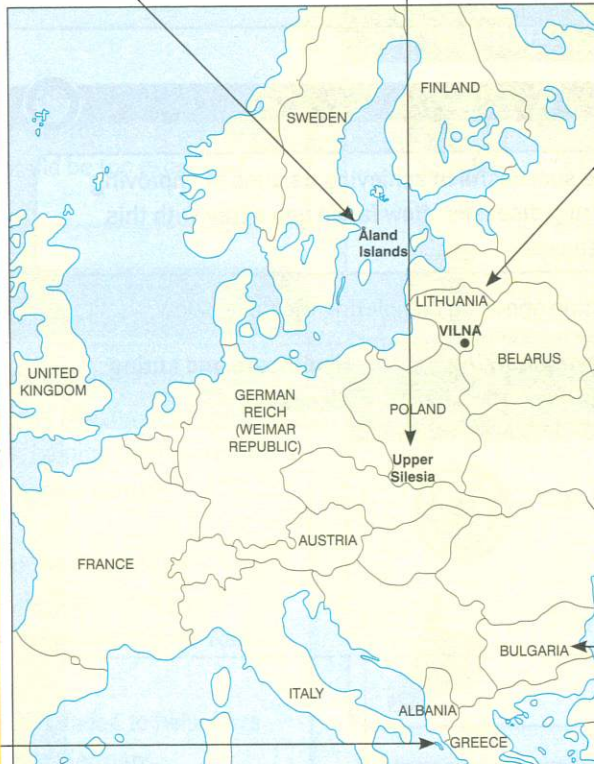 FINLAND
SWEDEN
Åland
Islands
LITHUANIA
VILNA
BELARUS
UNITED
KINGDOM
GERMAN
REICH
(WEIMAR
REPUBLIC)
POLAND
Upper
Silesia
AUSTRIA
FRANCE
BULGARIA
ITALY
ALBANIA
GREECE